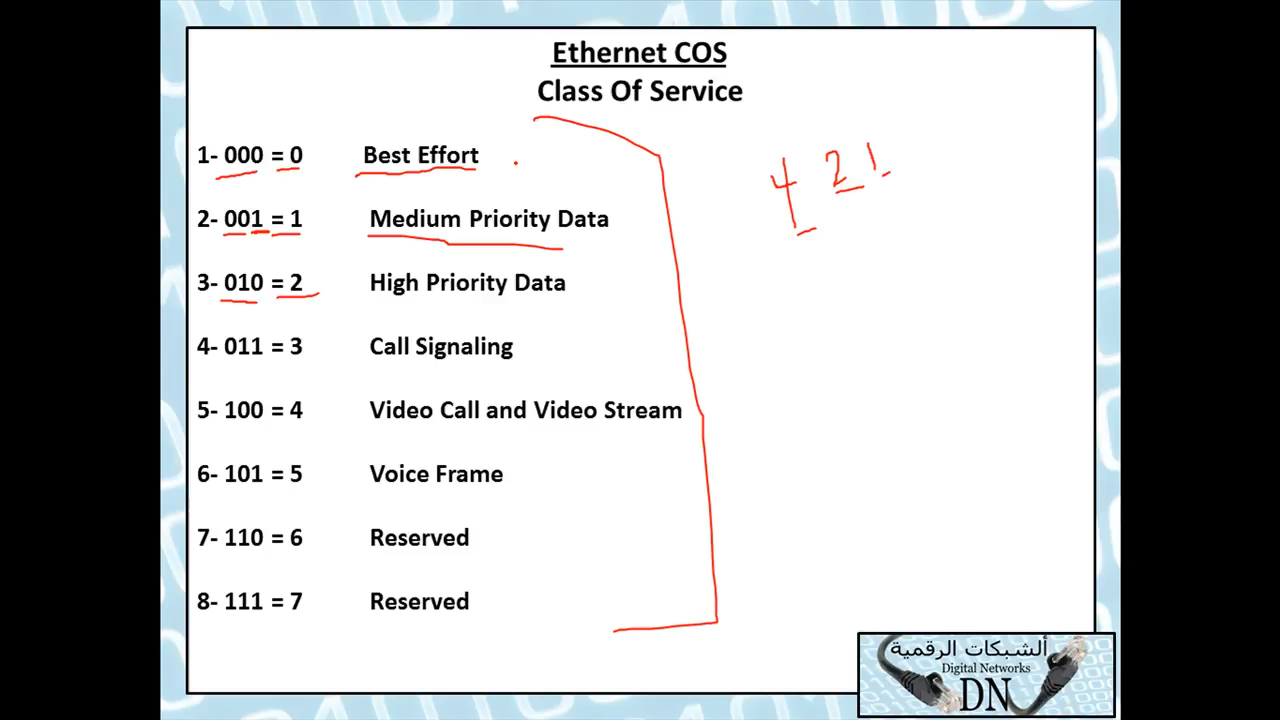 Ethernet COS
Class Of Service
1- 000 = 0 Best Effort
4 2 1
2- 001 = 1 Medium Priority Data
3- 010 = 2 High Priority Data
4- 011 = 3 Call Signaling
5- 100 = 4 Video Call and Video Stream
6- 101 = 5 Voice Frame
7- 110 = 6 Reserved
8- 111 = 7 Reserved
ألشبكات الرقمية
Digital Networks
DN